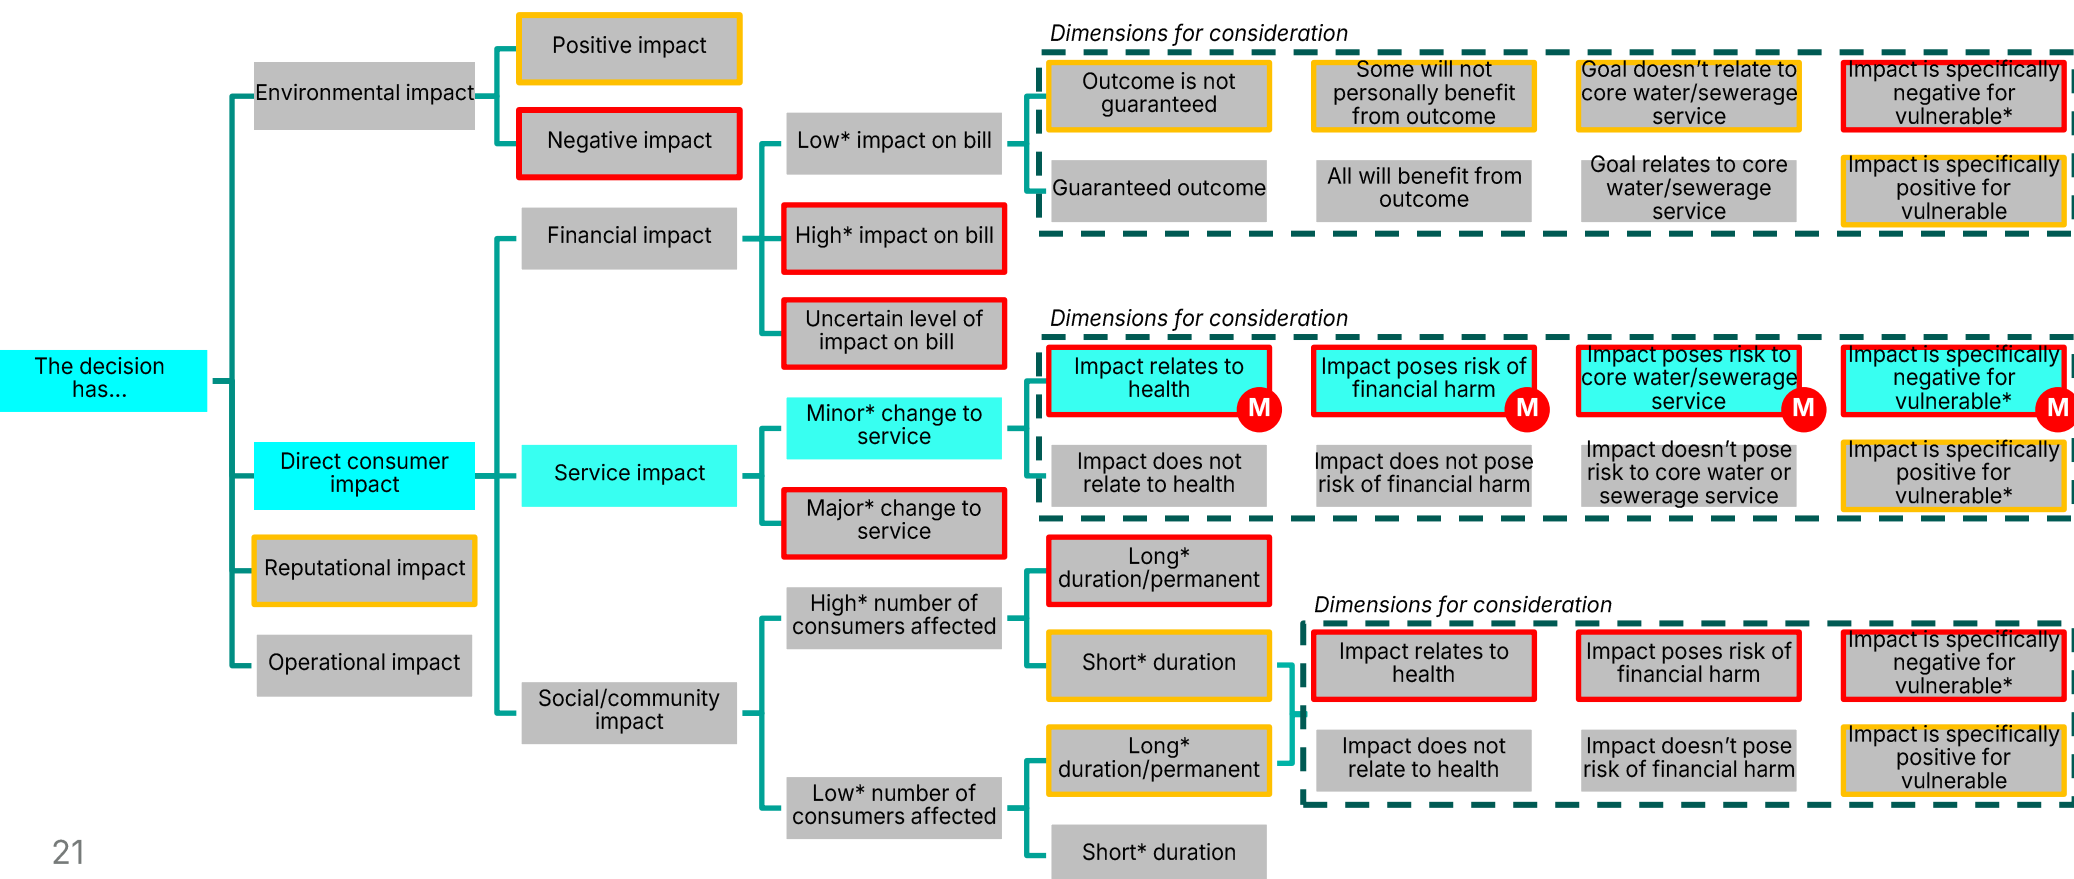 Positive impact
Environmental impact
Negative impact
Financial impact
Low* impact on bill
High* impact on bill
Uncertain level of
impact on bill
Dimensions for consideration
Outcome is not
guaranteed
Some will not
personally benefit
from outcome
Goal doesn't relate to
core water/sewerage
service
Impact is specifically
negative for
vulnerable*
Guaranteed outcome
All will benefit from
outcome
Goal relates to core
water/sewerage
service
Impact is specifically
positive for
vulnerable
The decision
has...
Direct consumer
impact
Service impact
Minor* change to
service
Major* change to
service
Dimensions for consideration
Impact relates to
health
M
Impact poses risk of
financial harm
M
Impact poses risk to
core water/sewerage
service
M
Impact is specifically
negative for
vulnerable*
M
Impact does not
relate to health
Impact does not pose
risk of financial harm
Impact doesn't pose
risk to core water or
sewerage service
Impact is specifically
positive for
vulnerable*
Reputational impact
Operational impact
Social/community
impact
High* number of
consumers affected
Low* number of
consumers affected
Long*
duration/permanent
Short* duration
Long*
duration/permanent
Short* duration
Dimensions for consideration
Impact relates to
health
Impact poses risk of
financial harm
Impact is specifically
negative for
vulnerable*
Impact does not
relate to health
Impact doesn't pose
risk of financial harm
Impact is specifically
positive for
vulnerable
21